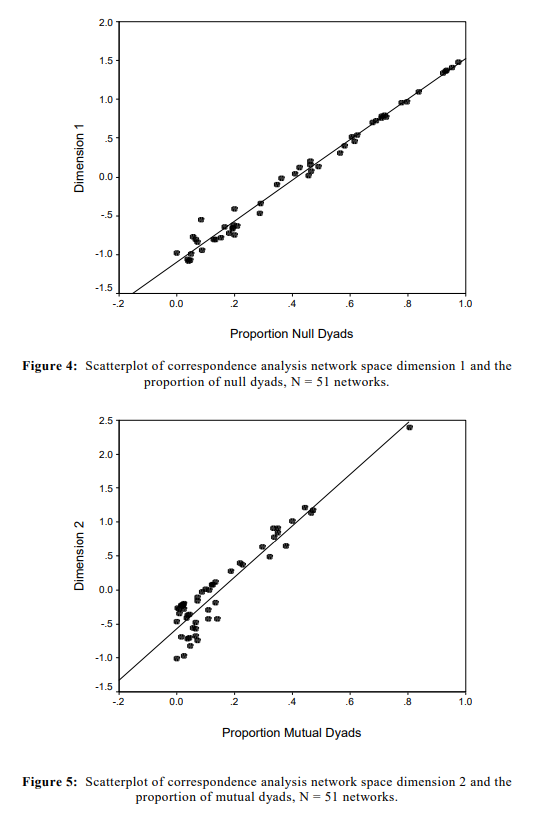 2.0
1.5
1.0
.5
0.0
-.5
-1.0
-1.5
Dimension 1
-.2 0.0 .2 .4 .6 .8 1.0
Proportion Null Dyads
Figure 4: Scatterplot of correspondence analysis network space dimension 1 and the
proportion of null dyads, N = 51 networks.
2.5
2.0
1.5
1.0
.5
0.0
-.5
-1.0
-1.5
Dimension 2
-.2 0.0 .2 .4 .6 .8 1.0
Proportion Mutual Dyads
Figure 5: Scatterplot of correspondence analysis network space dimension 2 and the
proportion of mutual dyads, N = 51 networks.